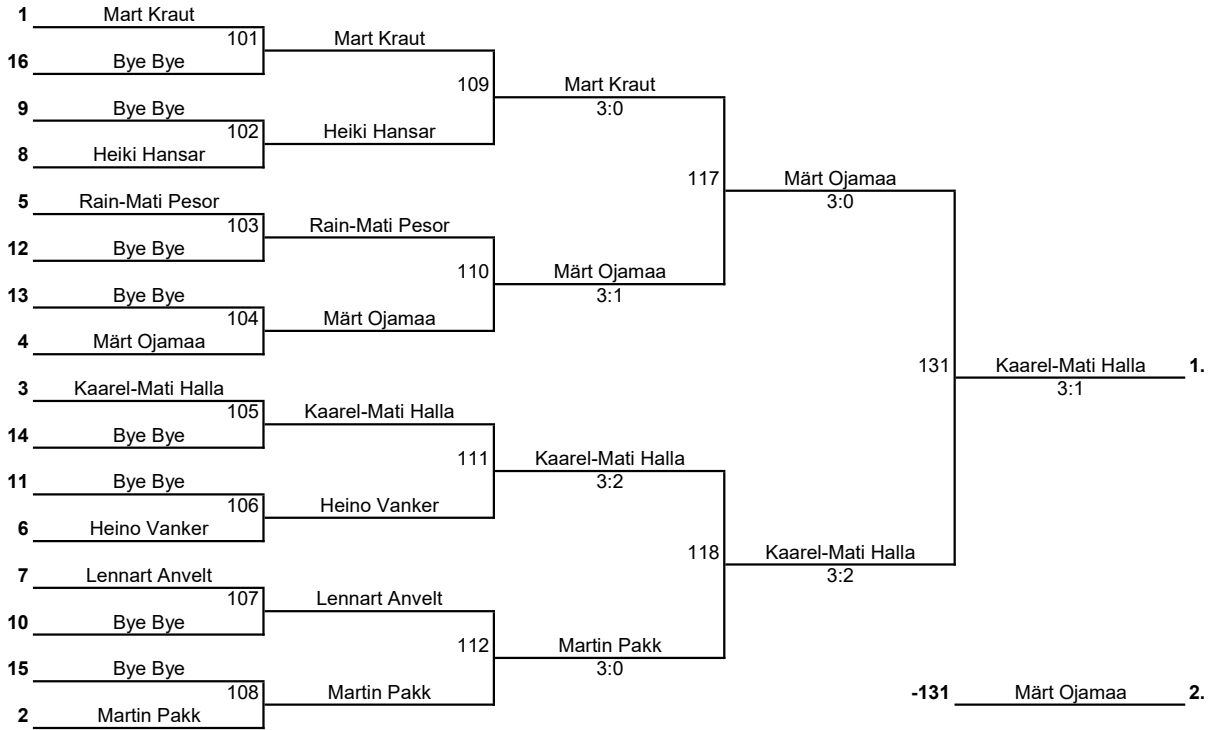 1 Mart Kraut
101 Mart Kraut
16 Bye Bye
109 Mart Kraut
3:0
9 Bye Bye
102 Heiki Hansar
8 Heiki Hansar
117 Märt Ojamaa
3:0
5 Rain-Mati Pesor
103 Rain-Mati Pesor
12 Bye Bye
110 Märt Ojamaa
3:1
13 Bye Bye
104 Märt Ojamaa
4 Märt Ojamaa
131 Kaarel-Mati Halla 1.
3:1
3 Kaarel-Mati Halla
105 Kaarel-Mati Halla
14 Bye Bye
111 Kaarel-Mati Halla
3:2
11 Bye Bye
106 Heino Vanker
6 Heino Vanker
118 Kaarel-Mati Halla
3:2
7 Lennart Anvelt
107 Lennart Anvelt
10 Bye Bye
112 Martin Pakk
3:0
15 Bye Bye
108 Martin Pakk
2 Martin Pakk
-131 Märt Ojamaa 2.